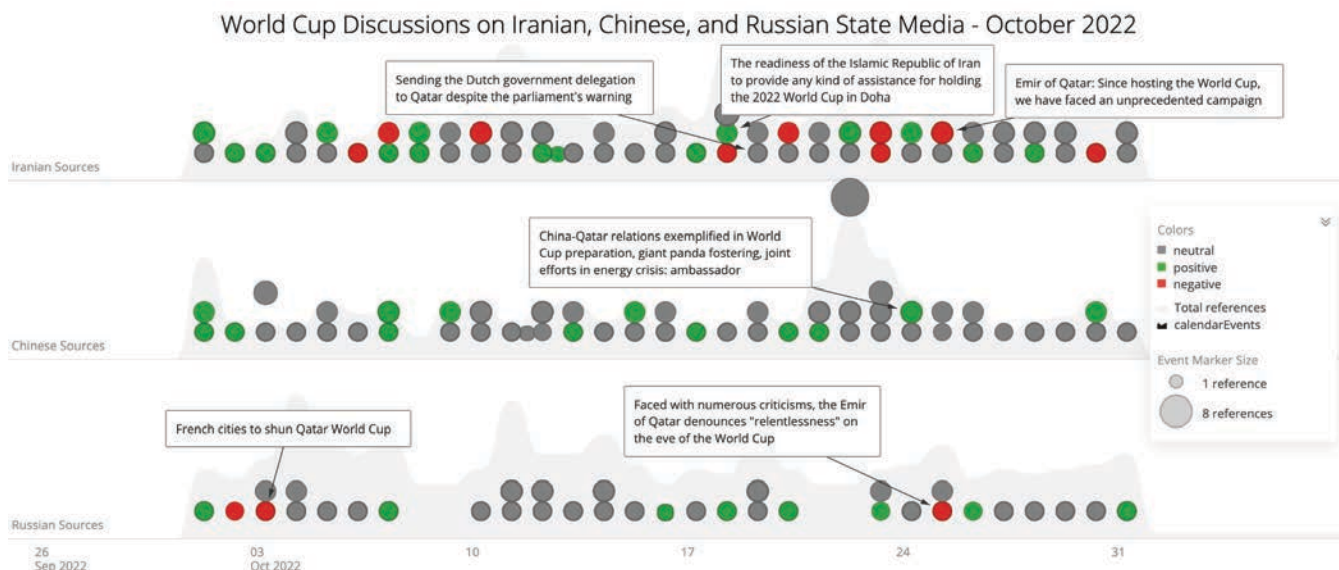 World Cup Discussions on Iranian, Chinese, and Russian State Media - October 2022
Sending the Dutch government delegation
to Qatar despite the parliament's warning
The readiness of the Islamic Republic of Iran
to provide any kind of assistance for holding
the 2022 World Cup in Doha
Emir of Qatar: Since hosting the World Cup,
we have faced an unprecedented campaign
Iranian Sources
China-Qatar relations exemplified in World
Cup preparation, giant panda fostering, joint
efforts in energy crisis: ambassador
Chinese Sources
Colors
neutral
positive
negative
Total references
calendarEvents
Event Marker Size
1 reference
8 references
French cities to shun Qatar World Cup
Faced with numerous criticisms, the Emir
of Qatar denounces "relentlessness" on
the eve of the World Cup
Russian Sources
26 03 10 17 24 31
Sep 2022 Oct 2022